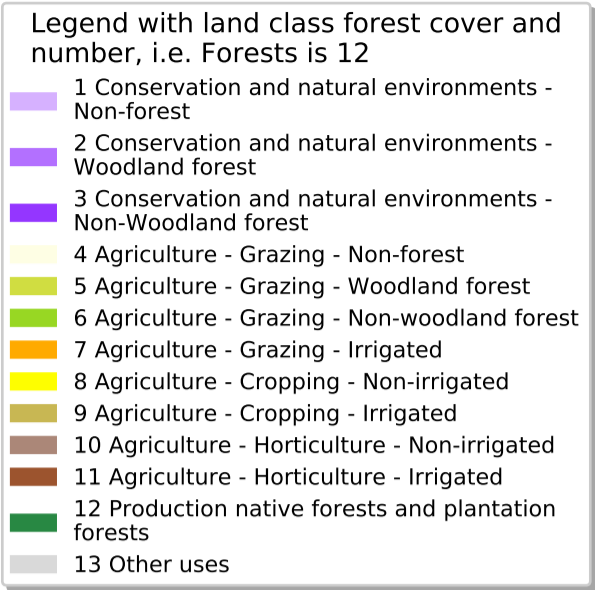 Legend with land class forest cover and
number, i.e. Forests is 12
1 Conservation and natural environments -
Non-forest
2 Conservation and natural environments -
Woodland forest
3 Conservation and natural environments -
Non-Woodland forest
4 Agriculture - Grazing - Non-forest
5 Agriculture - Grazing - Woodland forest
6 Agriculture - Grazing - Non-woodland forest
7 Agriculture - Grazing - Irrigated
8 Agriculture - Cropping - Non-irrigated
9 Agriculture - Cropping - Irrigated
10 Agriculture - Horticulture - Non-irrigated
11 Agriculture - Horticulture - Irrigated
12 Production native forests and plantation
forests
13 Other uses